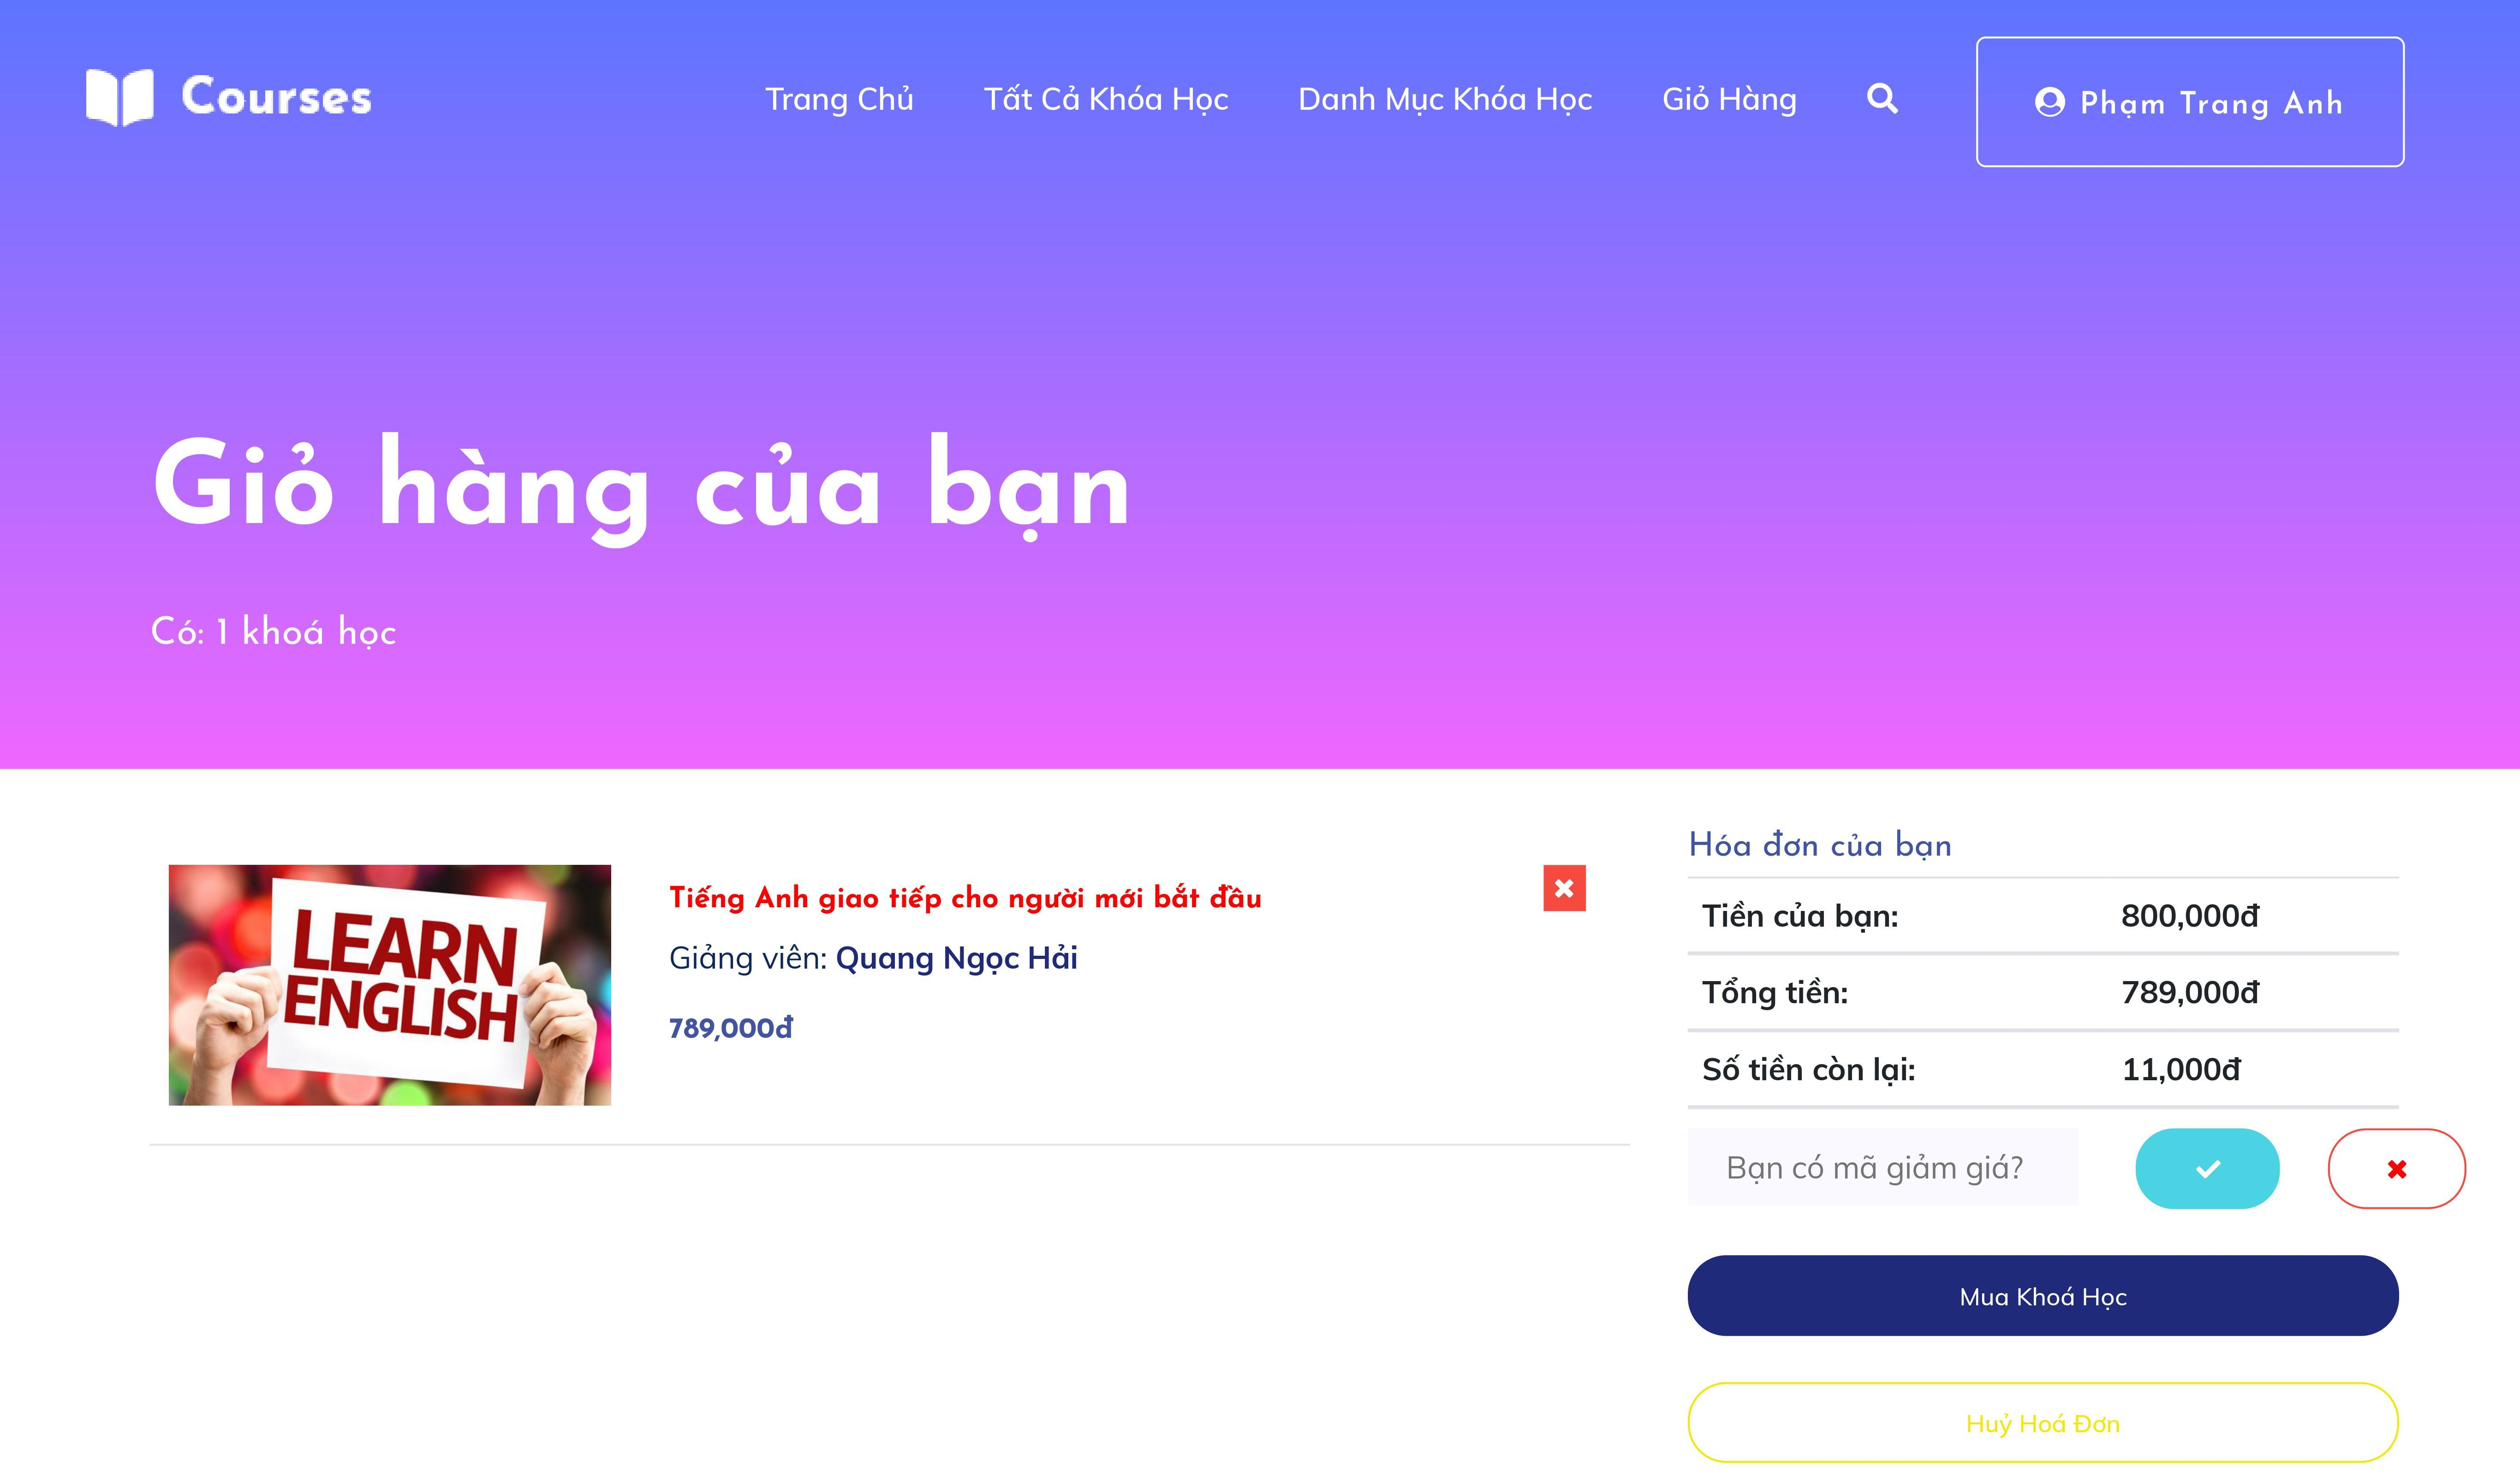 Courses
Trang Chủ
Tất Cả Khóa Học
Danh Mục Khóa Học
Giỏ Hàng
Phạm Trang Anh
Giỏ hàng của bạn
Có: 1 khoá học
LEARN
ENGLISH
Tiếng Anh giao tiếp cho người mới bắt đầu
Giảng viên: Quang Ngọc Hải
789,000đ
Hóa đơn của bạn
Tiền của bạn: 800,000đ
Tổng tiền: 789,000đ
Số tiền còn lại: 11,000đ
Bạn có mã giảm giá?
Mua Khoá Học
Huỷ Hoá Đơn